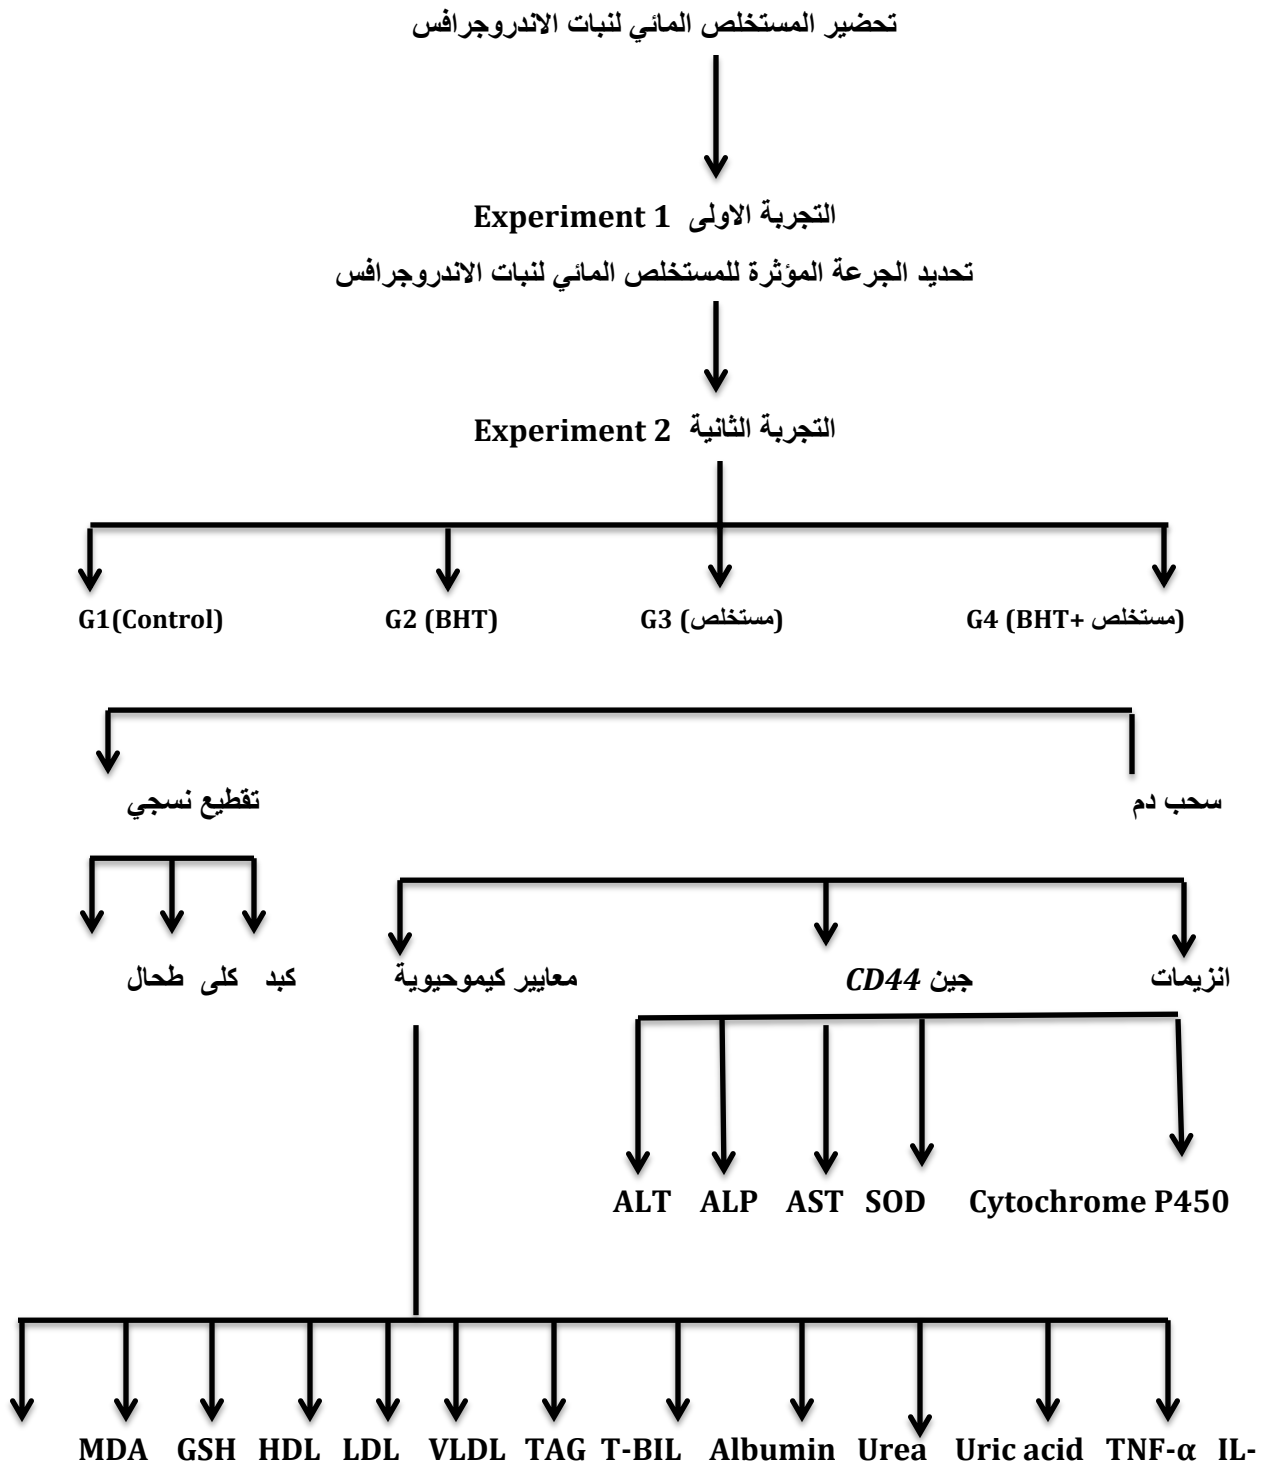 تحضير المستخلص المائي لنبات الاندروجرافس
التجربة الاولى Experiment 1
تحديد الجرعة المؤثرة للمستخلص المائي لنبات الاندروجرافس
التجربة الثانية Experiment 2
G1(Control) G2 (BHT) G3 (مستخلص) G4 (BHT+ مستخلص)
سحب دم تقطيع نسجي
انزيمات جين CD44 معايير كيموحيوية كبد كلى طحال
ALT ALP AST SOD Cytochrome P450
MDA GSH HDL LDL VLDL TAG T-BIL Albumin Urea Uric acid TNF-α IL-